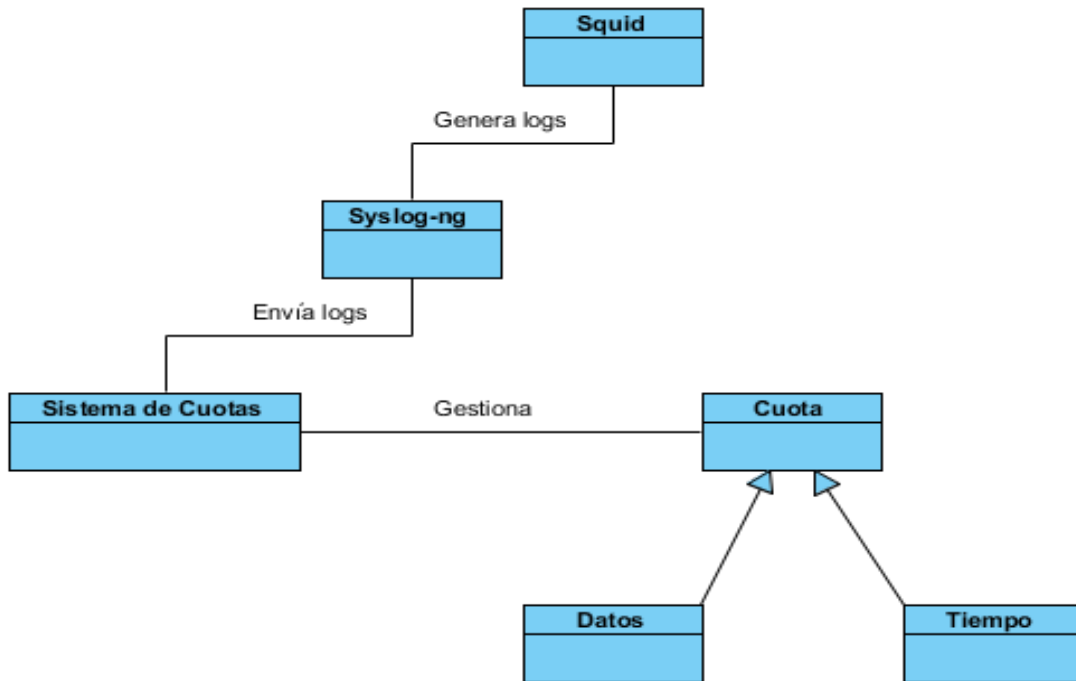 Squid
Genera logs
Syslog-ng
Envía logs
Sistema de Cuotas
Gestiona
Cuota
Datos
Tiempo